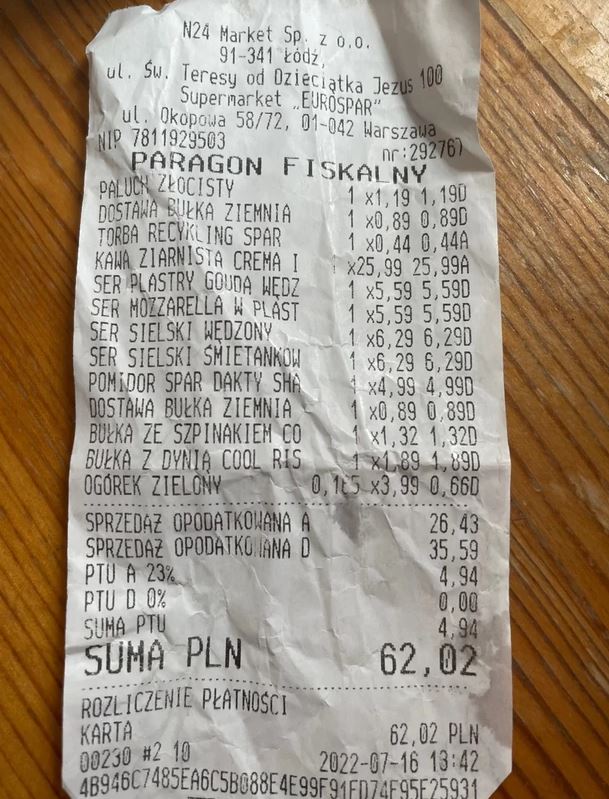 N24 Market Sp. z o.o.
91-341 Łódź,
ul. Św. Teresy od Dzieciątka Jezus 100
Supermarket „EUROSPAR”
ul. Okopowa 58/72, 01-042 Warszawa
NIP 7811929503 nr:292767
PARAGON FISKALNY
PALUCH ZŁOCISTY 1 x1,19 1,19D
DOSTAWA BUŁKA ZIEMNIA 1 x0,89 0,89D
TORBA RECYKLING SPAR 1 x0,44 0,44A
KAWA ZIARNISTA CREMA I 1 x25,99 25,99A
SER PLASTRY GOUDA WĘDZ 1 x5,59 5,59D
SER MOZZARELLA W PLAST 1 x5,59 5,59D
SER SIELSKI WĘDZONY 1 x6,29 6,29D
SER SIELSKI ŚMIETANKOW 1 x6,29 6,29D
POMIDOR SPAR DAKTY SHA 1 x4,99 4,99D
DOSTAWA BUŁKA ZIEMNIA 1 x0,89 0,89D
BUŁKA ZE SZPINAKIEM CO 1 x1,32 1,32D
BUŁKA Z DYNIĄ COOL RIS 1 x1,89 1,89D
OGÓREK ZIELONY 0,165 x3,99 0,66D
SPRZEDAŻ OPODATKOWANA A 26,43
SPRZEDAŻ OPODATKOWANA D 35,59
PTU A 23% 4,94
PTU D 0% 0,00
SUMA PTU 4,94
SUMA PLN 62,02
ROZLICZENIE PŁATNOŚCI
KARTA 62,02 PLN
00230 #2 10 2022-07-16 13:42
4B946C7485EA6C5B088E4E99F91FD74F95F25931